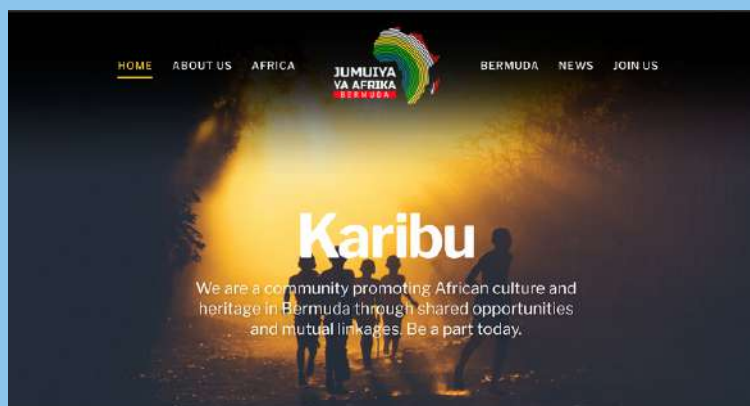 HOME ABOUT US AFRICA
JUMUIYA
YA AFRIKA
BERMUDA
BERMUDA NEWS JOIN US
Karibu
We are a community promoting African culture and
heritage in Bermuda through shared opportunities
and mutual linkages. Be a part today.